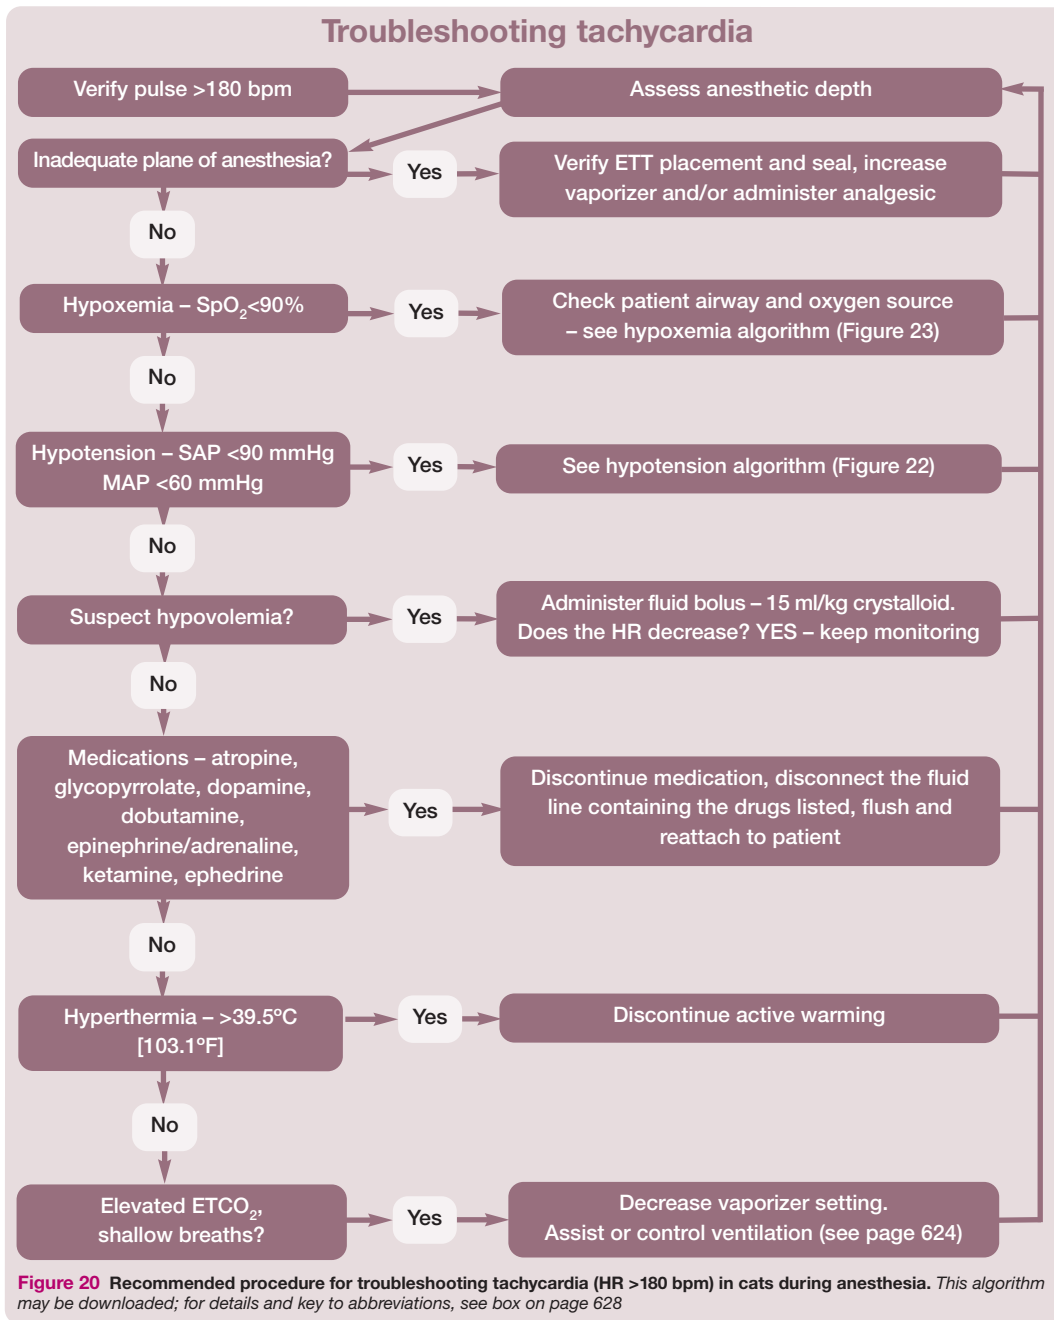 Troubleshooting tachycardia
Verify pulse >180 bpm
Assess anesthetic depth
Inadequate plane of anesthesia?
Yes
Verify ETT placement and seal, increase
vaporizer and/or administer analgesic
No
Hypoxemia – SpO₂<90%
Yes
Check patient airway and oxygen source
– see hypoxemia algorithm (Figure 23)
No
Hypotension – SAP <90 mmHg
MAP <60 mmHg
Yes
See hypotension algorithm (Figure 22)
No
Suspect hypovolemia?
Yes
Administer fluid bolus – 15 ml/kg crystalloid.
Does the HR decrease? YES – keep monitoring
No
Medications – atropine,
glycopyrrolate, dopamine,
dobutamine,
epinephrine/adrenaline,
ketamine, ephedrine
Yes
Discontinue medication, disconnect the fluid
line containing the drugs listed, flush and
reattach to patient
No
Hyperthermia – >39.5ºC
[103.1ºF]
Yes
Discontinue active warming
No
Elevated ETCO₂,
shallow breaths?
Yes
Decrease vaporizer setting.
Assist or control ventilation (see page 624)
Figure 20 Recommended procedure for troubleshooting tachycardia (HR >180 bpm) in cats during anesthesia. This algorithm
may be downloaded; for details and key to abbreviations, see box on page 628